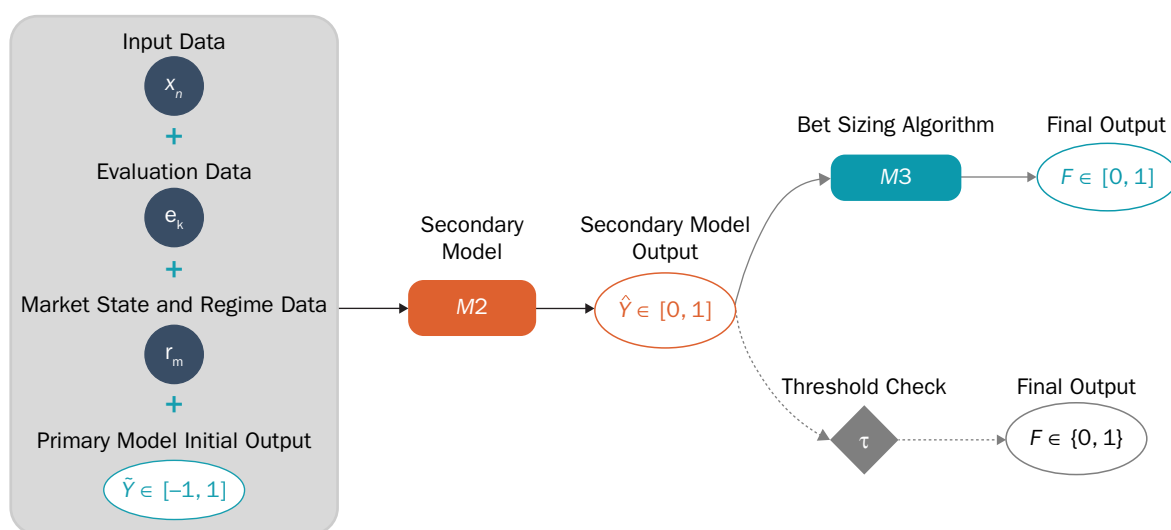 Input Data
xₙ
+
Evaluation Data
eₖ
+
Market State and Regime Data
rₘ
+
Primary Model Initial Output
Ỹ ∈ [–1, 1]
Secondary
Model
M2
Secondary Model
Output
Ŷ ∈ [0, 1]
Bet Sizing Algorithm
M3
Final Output
F ∈ [0, 1]
Threshold Check
τ
Final Output
F ∈ {0, 1}